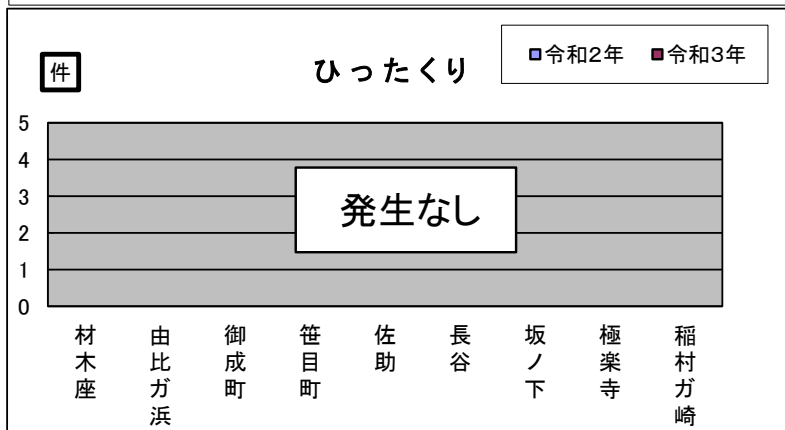 件
ひったくり
令和2年 令和3年
5
4
3
2
1
0
発生なし
材木座
由比ガ浜
御成町
笹目町
佐助
長谷
坂ノ下
極楽寺
稲村ガ崎